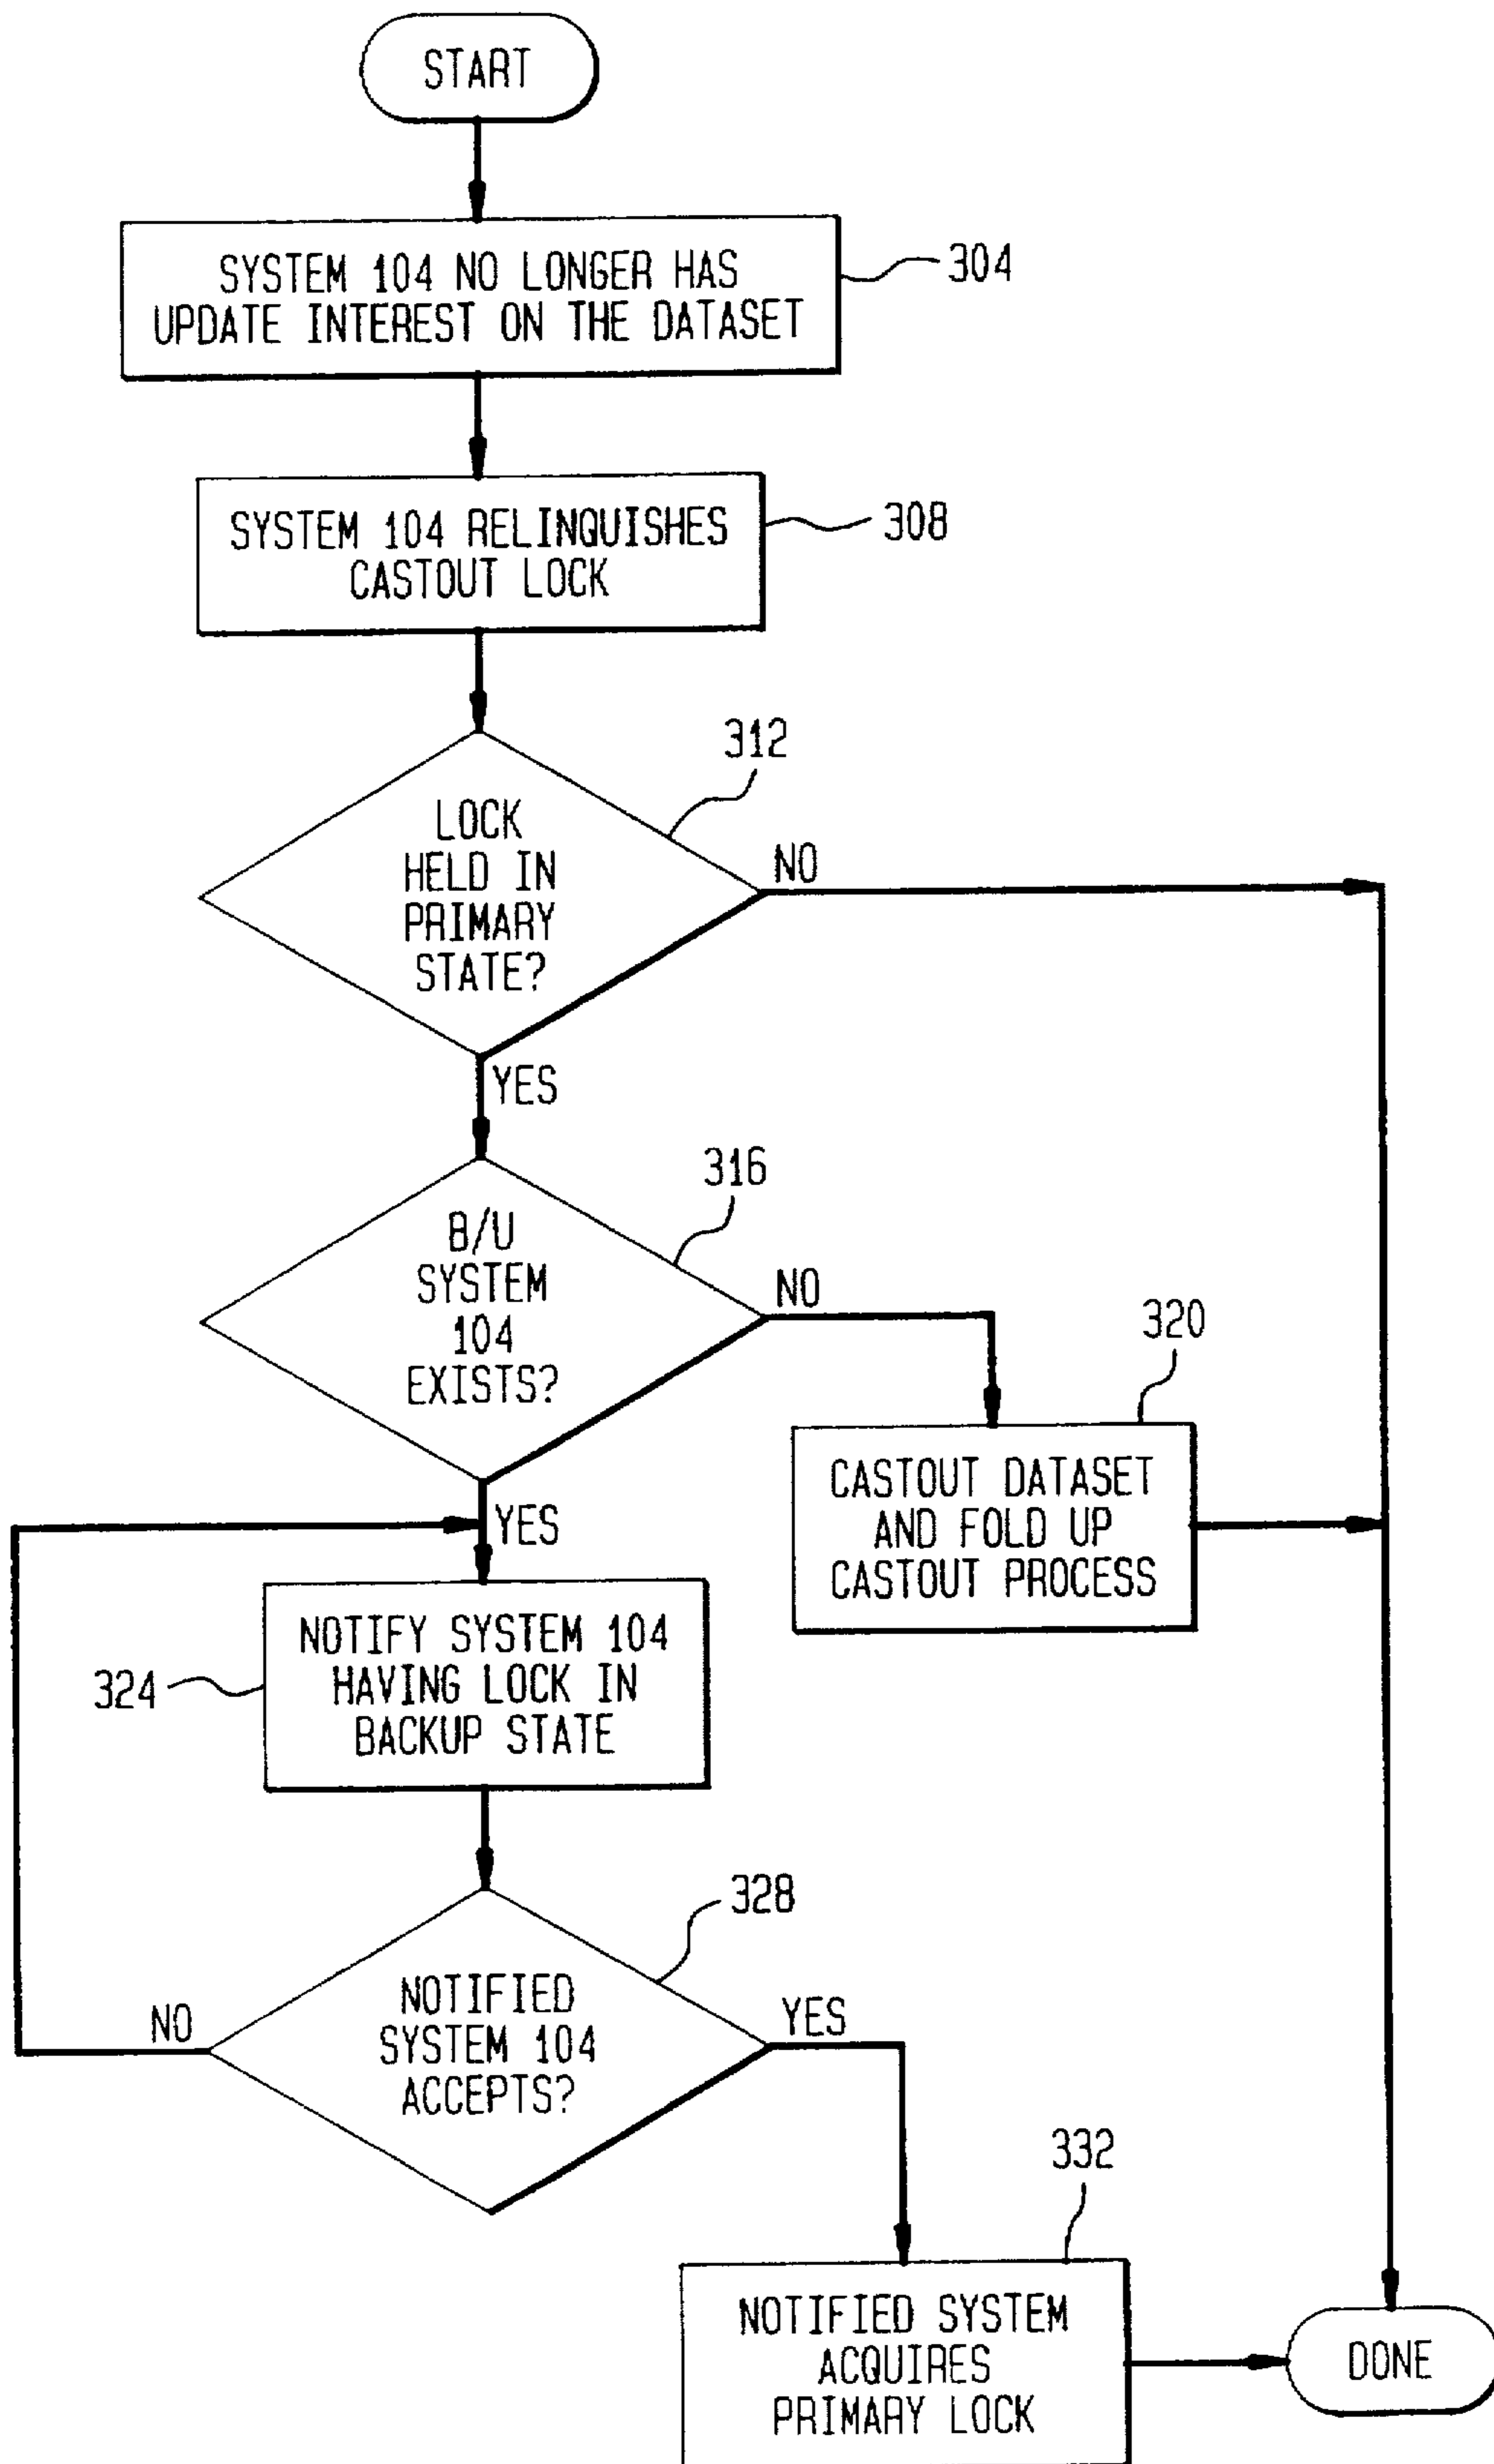 START
SYSTEM 104 NO LONGER HAS
UPDATE INTEREST ON THE DATASET
304
SYSTEM 104 RELINQUISHES
CASTOUT LOCK
308
312
LOCK
HELD IN
PRIMARY
STATE?
NO
YES
316
B/U
SYSTEM
104
EXISTS?
NO
320
YES
CASTOUT DATASET
AND FOLD UP
CASTOUT PROCESS
NOTIFY SYSTEM 104
HAVING LOCK IN
BACKUP STATE
324
328
NOTIFIED
SYSTEM 104
ACCEPTS?
NO
YES
332
NOTIFIED SYSTEM
ACQUIRES
PRIMARY LOCK
DONE